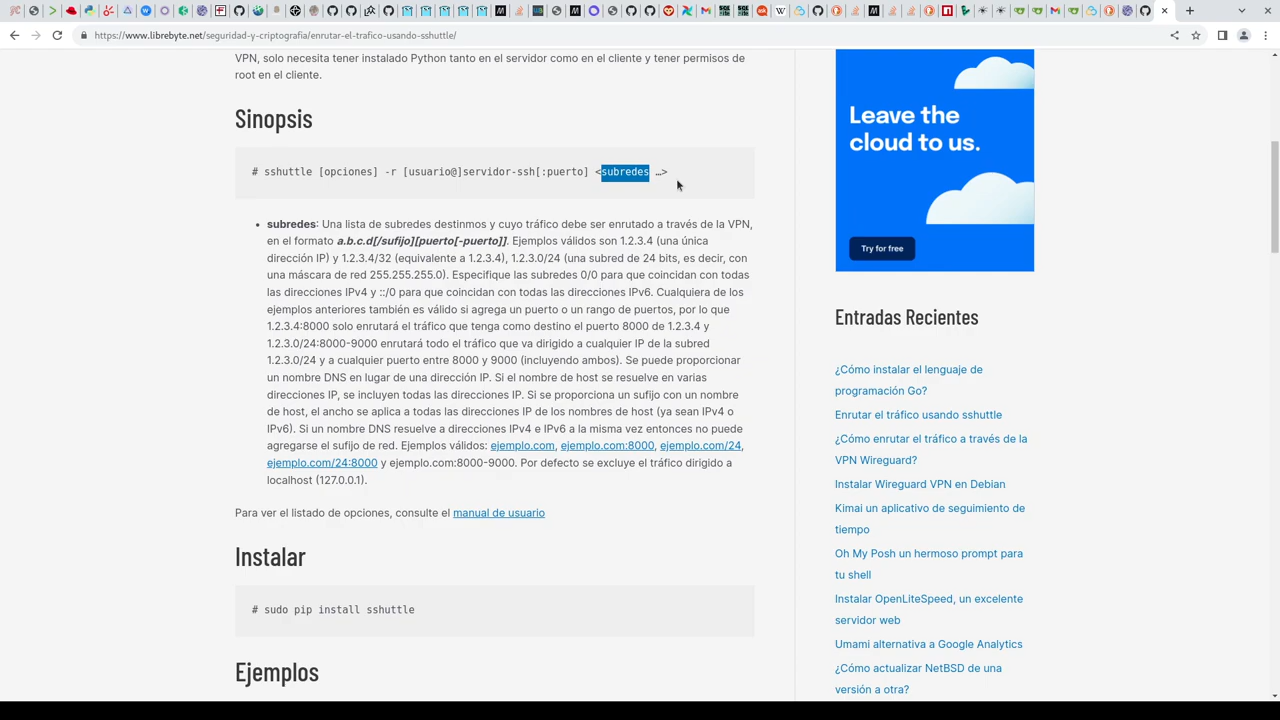 https://www.librebyte.net/seguridad-y-criptografia/enrutar-el-trafico-usando-sshuttle/
VPN, solo necesita tener instalado Python tanto en el servidor como en el cliente y tener permisos de
root en el cliente.
Sinopsis
# sshuttle [opciones] -r [usuario@]servidor-ssh[:puerto] <subredes …>
• subredes: Una lista de subredes destinmos y cuyo tráfico debe ser enrutado a través de la VPN,
en el formato a.b.c.d[/sufijo][puerto[-puerto]]. Ejemplos válidos son 1.2.3.4 (una única
dirección IP) y 1.2.3.4/32 (equivalente a 1.2.3.4), 1.2.3.0/24 (una subred de 24 bits, es decir, con
una máscara de red 255.255.255.0). Especifique las subredes 0/0 para que coincidan con todas
las direcciones IPv4 y ::/0 para que coincidan con todas las direcciones IPv6. Cualquiera de los
ejemplos anteriores también es válido si agrega un puerto o un rango de puertos, por lo que
1.2.3.4:8000 solo enrutará el tráfico que tenga como destino el puerto 8000 de 1.2.3.4 y
1.2.3.0/24:8000-9000 enrutará todo el tráfico que va dirigido a cualquier IP de la subred
1.2.3.0/24 y a cualquier puerto entre 8000 y 9000 (incluyendo ambos). Se puede proporcionar
un nombre DNS en lugar de una dirección IP. Si el nombre de host se resuelve en varias
direcciones IP, se incluyen todas las direcciones IP. Si se proporciona un sufijo con un nombre
de host, el ancho se aplica a todas las direcciones IP de los nombres de host (ya sean IPv4 o
IPv6). Si un nombre DNS resuelve a direcciones IPv4 e IPv6 a la misma vez entonces no puede
agregarse el sufijo de red. Ejemplos válidos: ejemplo.com, ejemplo.com:8000, ejemplo.com/24,
ejemplo.com/24:8000 y ejemplo.com:8000-9000. Por defecto se excluye el tráfico dirigido a
localhost (127.0.0.1).
Para ver el listado de opciones, consulte el manual de usuario
Instalar
# sudo pip install sshuttle
Ejemplos
Leave the
cloud to us.
Try for free
Entradas Recientes
¿Cómo instalar el lenguaje de
programación Go?
Enrutar el tráfico usando sshuttle
¿Cómo enrutar el tráfico a través de la
VPN Wireguard?
Instalar Wireguard VPN en Debian
Kimai un aplicativo de seguimiento de
tiempo
Oh My Posh un hermoso prompt para
tu shell
Instalar OpenLiteSpeed, un excelente
servidor web
Umami alternativa a Google Analytics
¿Cómo actualizar NetBSD de una
versión a otra?